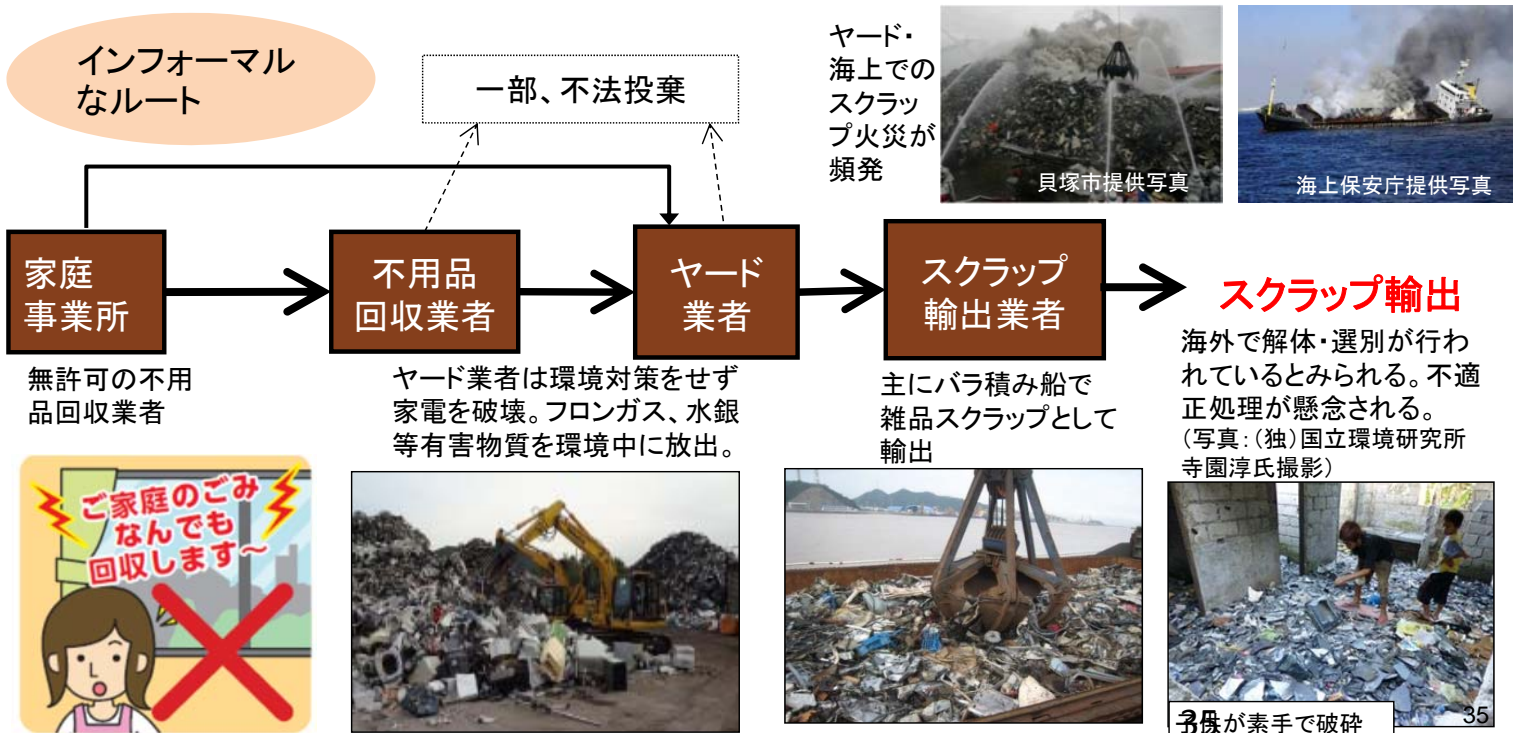 インフォーマル
なルート
一部、不法投棄
ヤード・
海上での
スクラッ
プ火災が
頻発
貝塚市提供写真
海上保安庁提供写真
家庭
事業所
不用品
回収業者
ヤード
業者
スクラップ
輸出業者
スクラップ輸出
無許可の不用
品回収業者
ヤード業者は環境対策をせず
家電を破壊。フロンガス、水銀
等有害物質を環境中に放出。
主にバラ積み船で
雑品スクラップとして
輸出
海外で解体・選別が行わ
れているとみられる。不適
正処理が懸念される。
（写真：（独）国立環境研究所
寺園淳氏撮影）
ご家庭のごみ
なんでも
回収します～
が素手で破砕
35
35